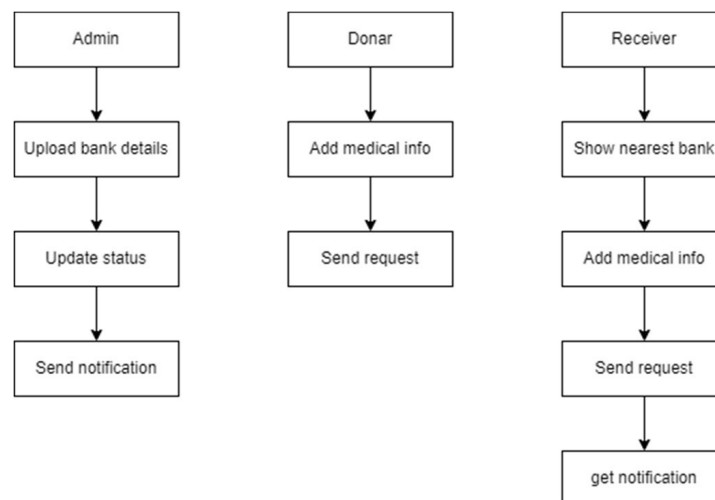 Admin
Donar
Receiver
Upload bank details
Add medical info
Show nearest bank
Update status
Send request
Add medical info
Send notification
Send request
get notification